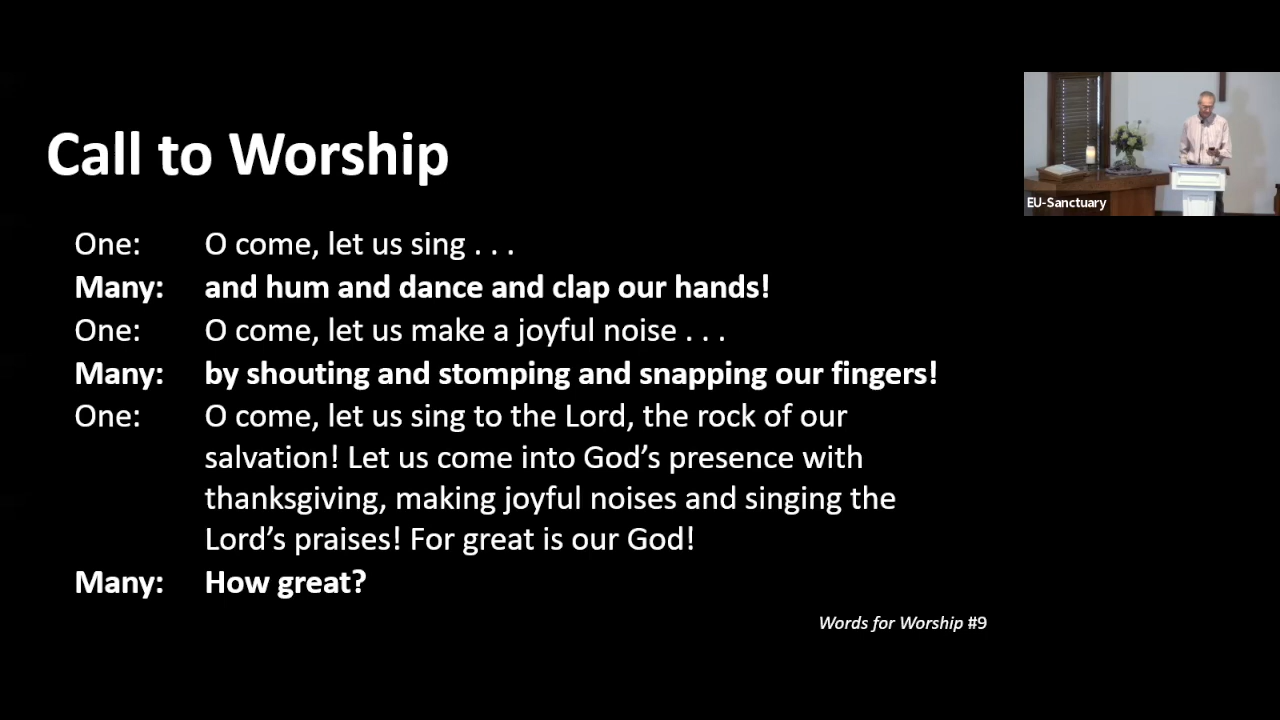 Call to Worship
One: O come, let us sing . . .
Many: and hum and dance and clap our hands!
One: O come, let us make a joyful noise . . .
Many: by shouting and stomping and snapping our fingers!
One: O come, let us sing to the Lord, the rock of our
salvation! Let us come into God’s presence with
thanksgiving, making joyful noises and singing the
Lord’s praises! For great is our God!
Many: How great?
Words for Worship #9
EU-Sanctuary